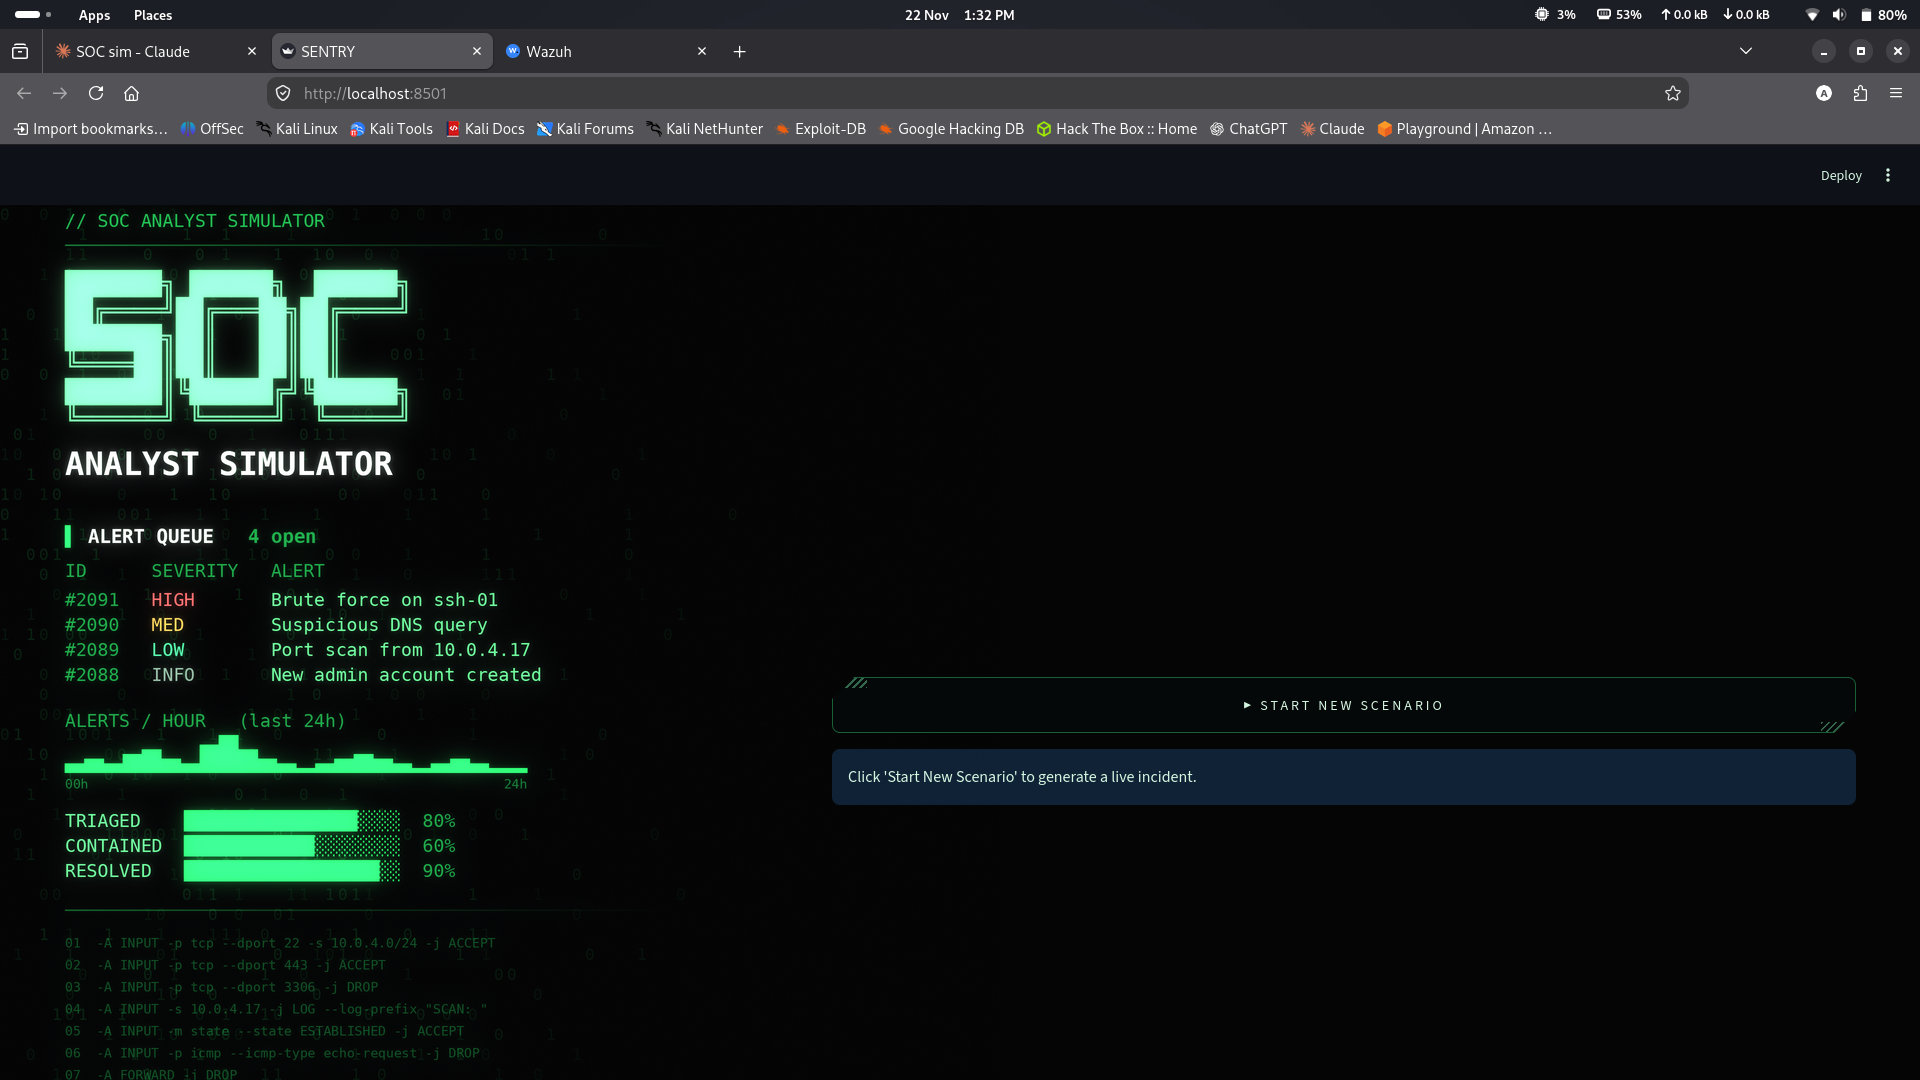 Apps Places 22 Nov 1:32 PM 3% 53% 0.0 kB 0.0 kB 80%
SOC sim - Claude SENTRY Wazuh
http://localhost:8501
Import bookmarks… OffSec Kali Linux Kali Tools Kali Docs Kali Forums Kali NetHunter Exploit-DB Google Hacking DB Hack The Box :: Home ChatGPT Claude Playground | Amazon …
Deploy
// SOC ANALYST SIMULATOR
SOC
ANALYST SIMULATOR
ALERT QUEUE 4 open
ID SEVERITY ALERT
#2091 HIGH Brute force on ssh-01
#2090 MED Suspicious DNS query
#2089 LOW Port scan from 10.0.4.17
#2088 INFO New admin account created
ALERTS / HOUR (last 24h)
00h 24h
TRIAGED 80%
CONTAINED 60%
RESOLVED 90%
01 -A INPUT -p tcp --dport 22 -s 10.0.4.0/24 -j ACCEPT
02 -A INPUT -p tcp --dport 443 -j ACCEPT
03 -A INPUT -p tcp --dport 3306 -j DROP
04 -A INPUT -s 10.0.4.17 -j LOG --log-prefix "SCAN: "
05 -A INPUT -m state --state ESTABLISHED -j ACCEPT
06 -A INPUT -p icmp --icmp-type echo-request -j DROP
07 -A FORWARD -j DROP
▸ START NEW SCENARIO
Click 'Start New Scenario' to generate a live incident.